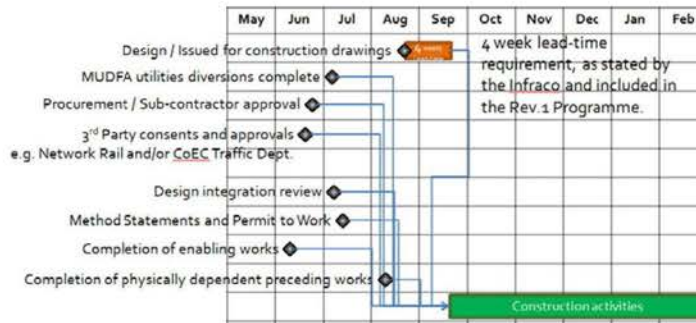 May Jun Jul Aug Sep Oct Nov Dec Jan Feb
Design / Issued for construction drawings
4 week
4 week lead-time
requirement, as stated by
the Infraco and included in
the Rev.1 Programme.
MUDFA utilities diversions complete
Procurement / Sub-contractor approval
3rd Party consents and approvals
e.g. Network Rail and/or CoEC Traffic Dept.
Design integration review
Method Statements and Permit to Work
Completion of enabling works
Completion of physically dependent preceding works
Construction activities